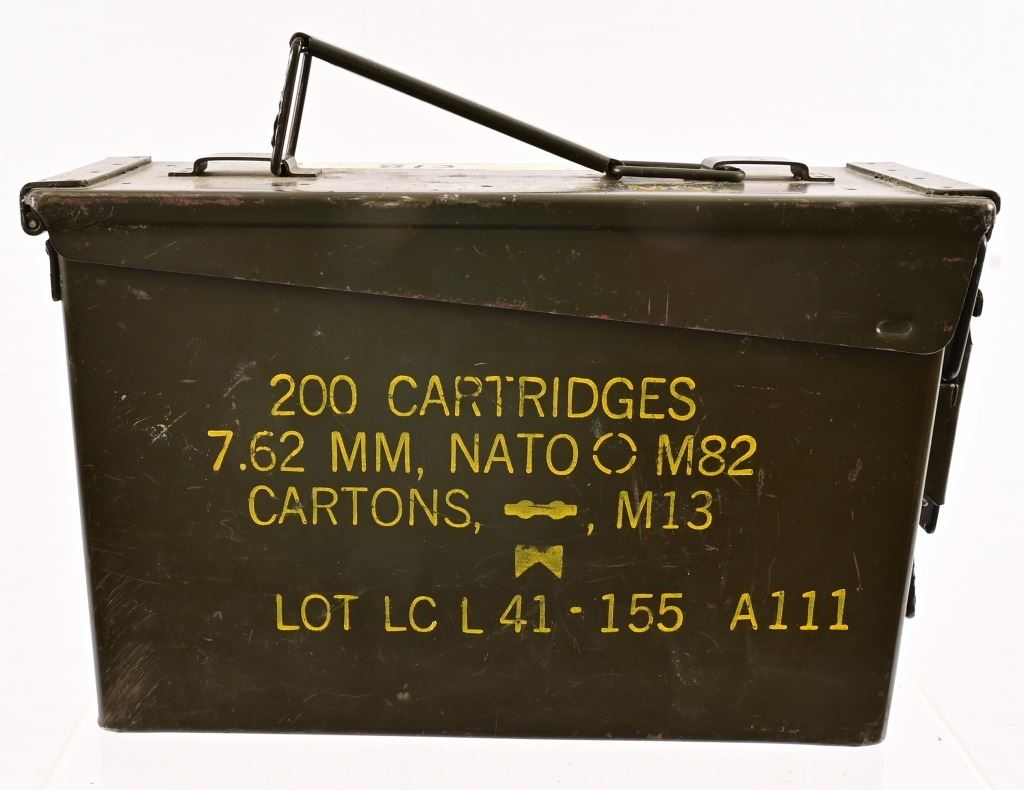 200 CARTRIDGES
7.62 MM, NATO M82
CARTONS, , M13
LOT LC L 41 - 155 A111